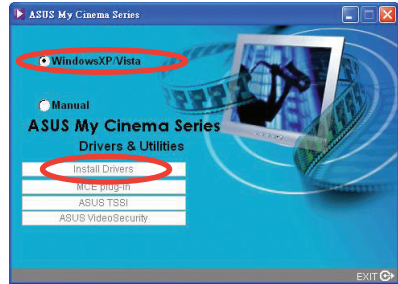 ASUS My Cinema Series
WindowsXP/Vista
Manual
ASUS My Cinema Series
Drivers & Utilities
Install Drivers
MCE plug-in
ASUS TSSI
ASUS VideoSecurity
EXIT